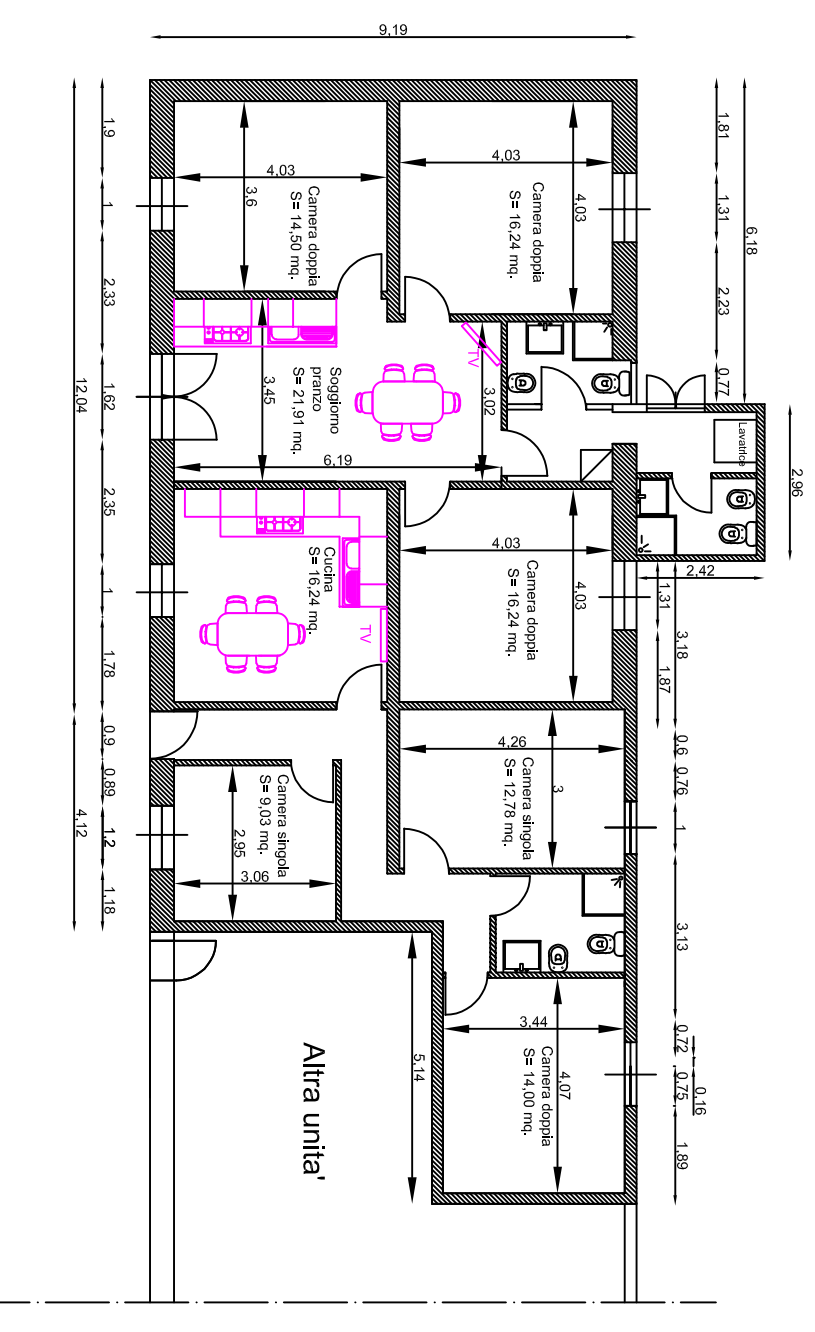 9,19
1,9
1
2,33
1,62
2,35
1
1,78
0,9
0,89
1,2
1,18
12,04
4,12
1,81
1,31
2,23
0,77
6,18
2,96
2,42
1,31
1,87
3,18
0,6
0,76
1
3,13
0,72
0,75
0,16
1,89
4,03
3,6
Camera doppia
S= 14,50 mq.
4,03
4,03
Camera doppia
S= 16,24 mq.
TV
3,45
3,02
6,19
Soggiorno
pranzo
S= 21,91 mq.
Lavatrice
Cucina
S= 16,24 mq.
TV
4,03
4,03
Camera doppia
S= 16,24 mq.
4,26
3
Camera singola
S= 12,78 mq.
Camera singola
S= 9,03 mq.
2,95
3,06
3,44
4,07
Camera doppia
S= 14,00 mq.
5,14
Altra unita'